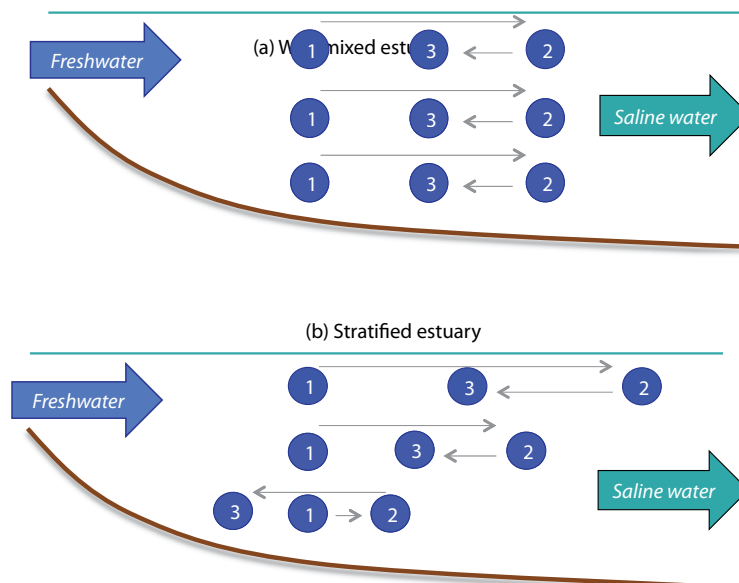 (a) W mixed estu
Freshwater
1 3 2
1 3 2
Saline water
1 3 2
(b) Stratified estuary
1 3 2
Freshwater
1 3 2
Saline water
3 1 2